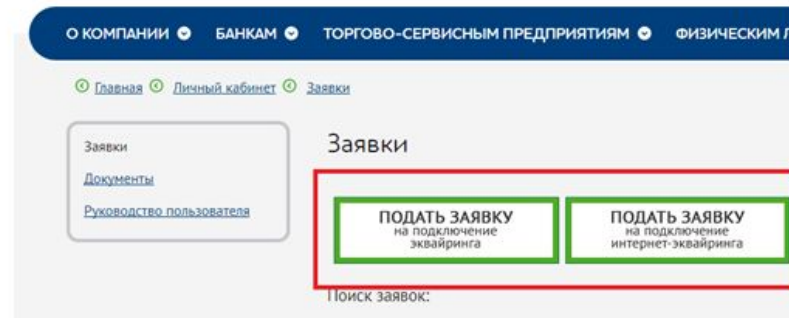 О КОМПАНИИ БАНКАМ ТОРГОВО-СЕРВИСНЫМ ПРЕДПРИЯТИЯМ ФИЗИЧЕСКИМ
Главная Личный кабинет Заявки
Заявки
Документы
Руководство пользователя
Заявки
ПОДАТЬ ЗАЯВКУ
на подключение
эквайринга
ПОДАТЬ ЗАЯВКУ
на подключение
интернет-эквайринга
Поиск заявок: